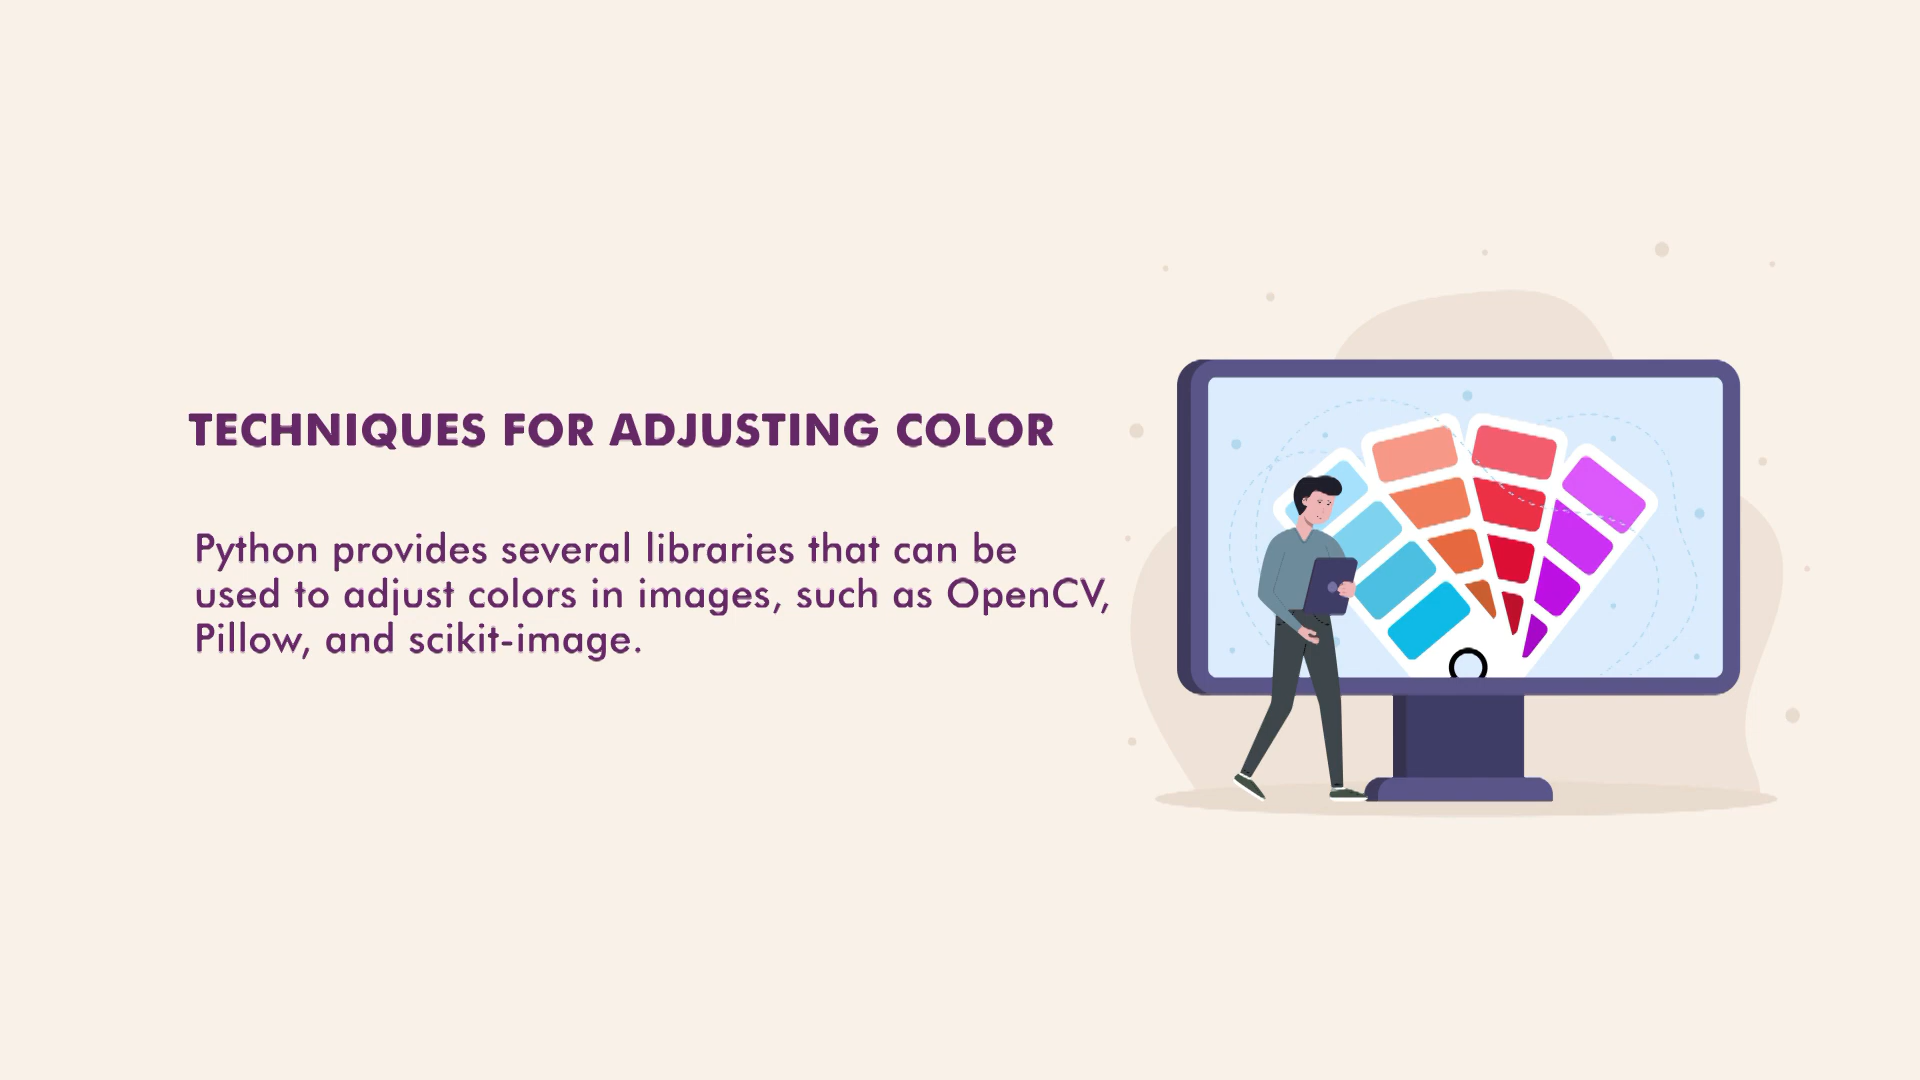 TECHNIQUES FOR ADJUSTING COLOR
Python provides several libraries that can be
used to adjust colors in images, such as OpenCV,
Pillow, and scikit-image.